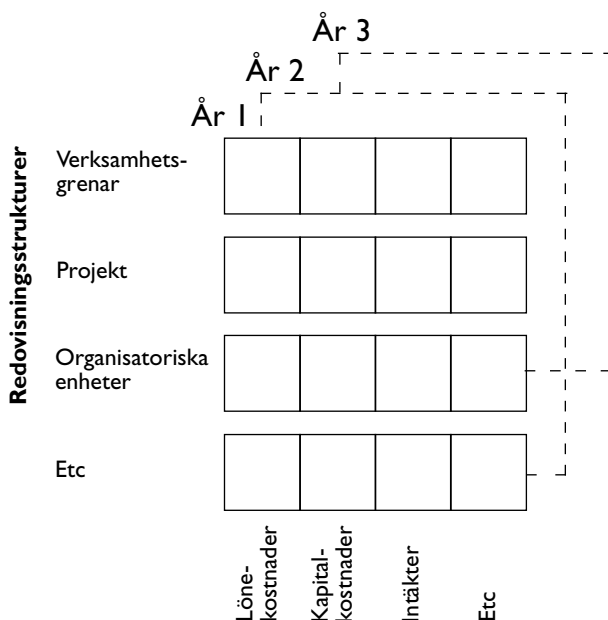 År 3
År 2
År 1
Redovisningsstrukturer
Verksamhets-
grenar
Projekt
Organisatoriska
enheter
Etc
Löne-
kostnader
Kapital-
kostnader
Intäkter
Etc